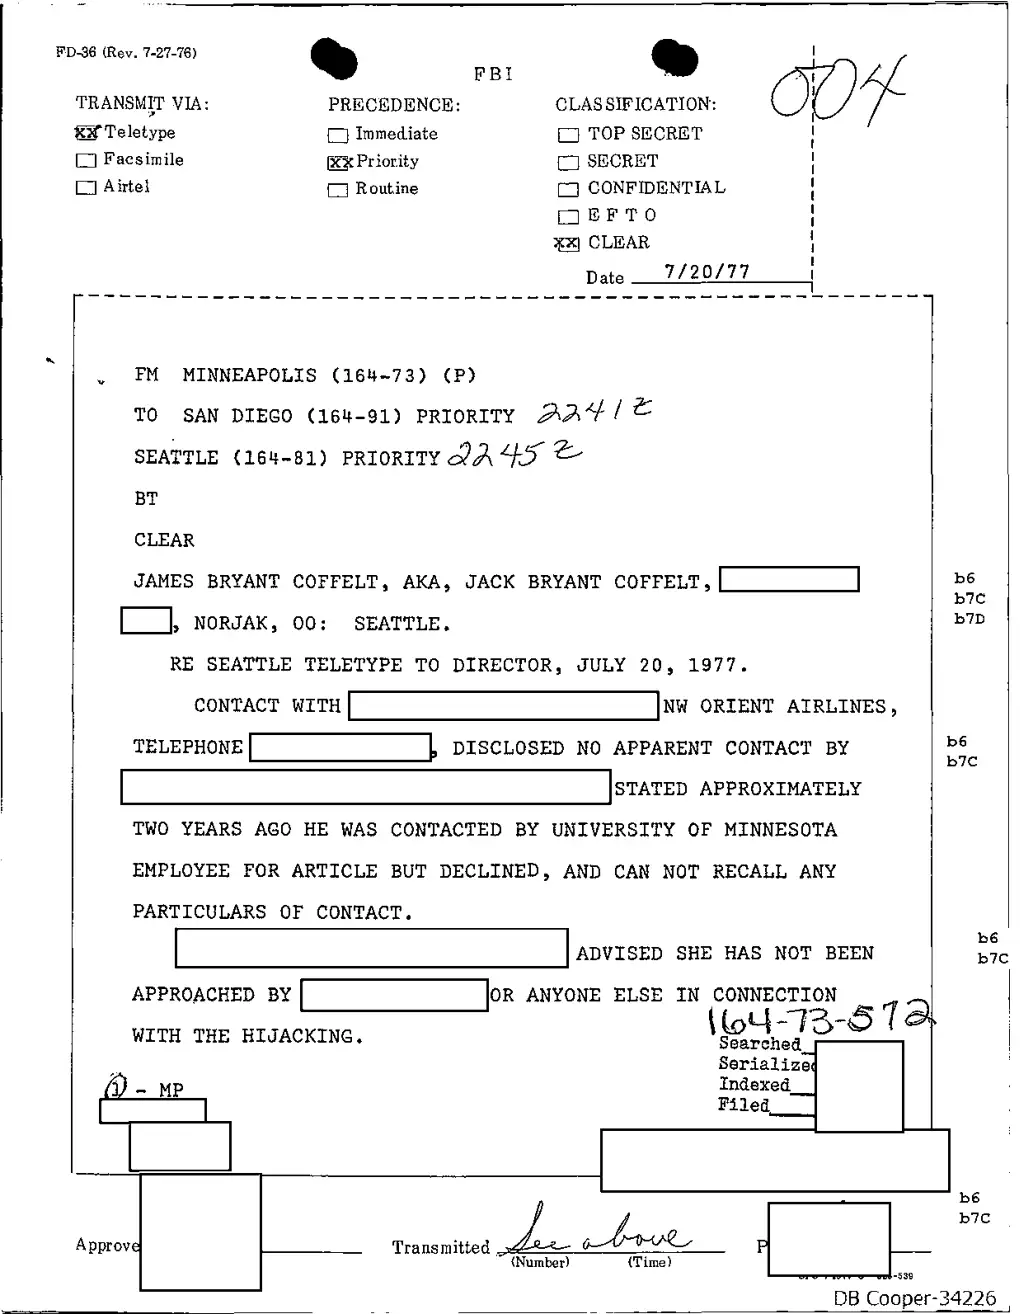 FD-36 (Rev. 7-27-76)
FBI
004
TRANSMIT VIA:
XX Teletype
Facsimile
Airtel
PRECEDENCE:
Immediate
XX Priority
Routine
CLASSIFICATION:
TOP SECRET
SECRET
CONFIDENTIAL
E F T O
XX CLEAR
Date 7/20/77
FM MINNEAPOLIS (164-73) (P)
TO SAN DIEGO (164-91) PRIORITY 2241Z
SEATTLE (164-81) PRIORITY 2245Z
BT
CLEAR
JAMES BRYANT COFFELT, AKA, JACK BRYANT COFFELT,
b6
b7C
b7D
, NORJAK, OO: SEATTLE.
RE SEATTLE TELETYPE TO DIRECTOR, JULY 20, 1977.
CONTACT WITH NW ORIENT AIRLINES,
TELEPHONE , DISCLOSED NO APPARENT CONTACT BY
b6
b7C
STATED APPROXIMATELY
TWO YEARS AGO HE WAS CONTACTED BY UNIVERSITY OF MINNESOTA
EMPLOYEE FOR ARTICLE BUT DECLINED, AND CAN NOT RECALL ANY
PARTICULARS OF CONTACT.
ADVISED SHE HAS NOT BEEN
b6
b7C
APPROACHED BY OR ANYONE ELSE IN CONNECTION
WITH THE HIJACKING.
164-73-572
Searched
Serialized
Indexed
Filed
1 - MP
b6
b7C
Approve
Transmitted See above
(Number) (Time)
P
-539
DB Cooper-34226